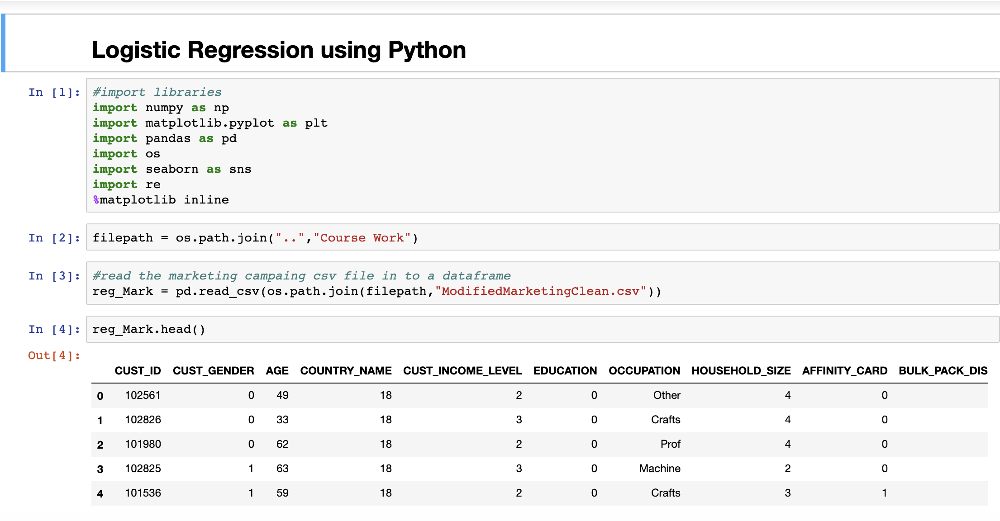 Logistic Regression using Python
In [1]:
#import libraries
import numpy as np
import matplotlib.pyplot as plt
import pandas as pd
import os
import seaborn as sns
import re
%matplotlib inline
In [2]:
filepath = os.path.join("..","Course Work")
In [3]:
#read the marketing campaing csv file in to a dataframe
reg_Mark = pd.read_csv(os.path.join(filepath,"ModifiedMarketingClean.csv"))
In [4]:
reg_Mark.head()
Out[4]:
CUST_ID CUST_GENDER AGE COUNTRY_NAME CUST_INCOME_LEVEL EDUCATION OCCUPATION HOUSEHOLD_SIZE AFFINITY_CARD BULK_PACK_DIS
0 102561 0 49 18 2 0 Other 4 0
1 102826 0 33 18 3 0 Crafts 4 0
2 101980 0 62 18 2 0 Prof 4 0
3 102825 1 63 18 3 0 Machine 2 0
4 101536 1 59 18 2 0 Crafts 3 1